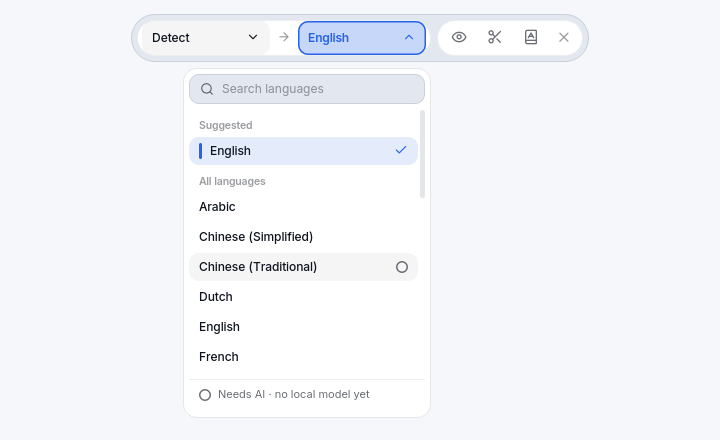 Detect
English
Search languages
Suggested
English
All languages
Arabic
Chinese (Simplified)
Chinese (Traditional)
Dutch
English
French
Needs AI · no local model yet